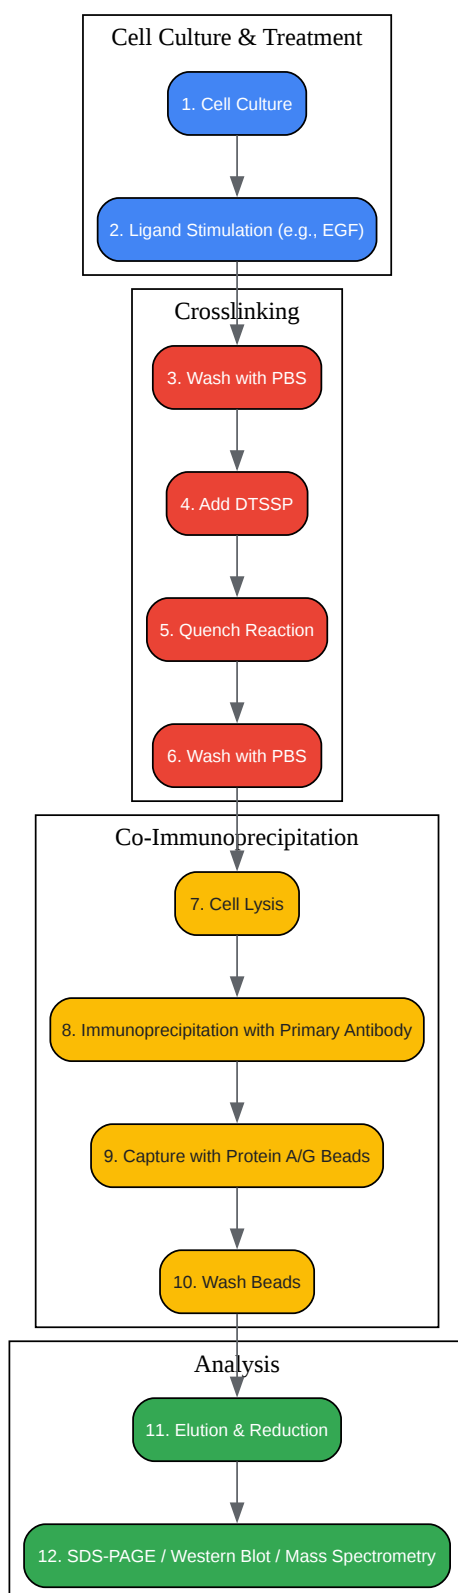 Cell Culture & Treatment
1. Cell Culture
2. Ligand Stimulation (e.g., EGF)
Crosslinking
3. Wash with PBS
4. Add DTSSP
5. Quench Reaction
6. Wash with PBS
Co-Immunoprecipitation
7. Cell Lysis
8. Immunoprecipitation with Primary Antibody
9. Capture with Protein A/G Beads
10. Wash Beads
Analysis
11. Elution & Reduction
12. SDS-PAGE / Western Blot / Mass Spectrometry